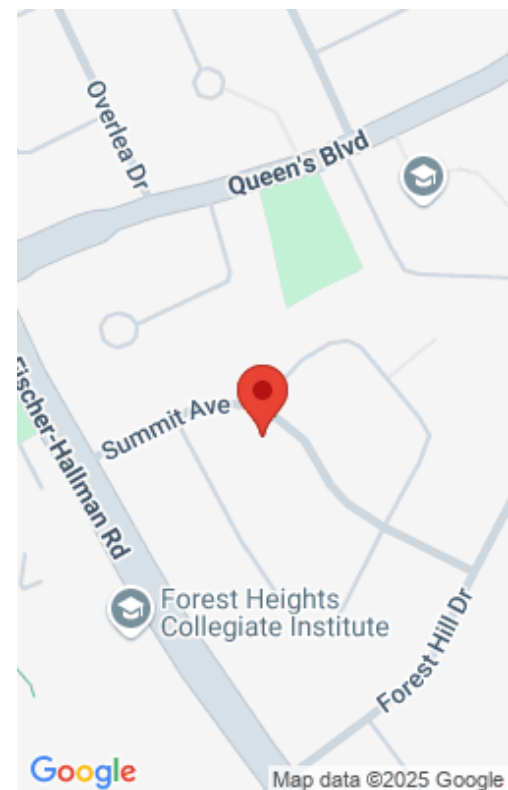 Overlea Dr
Queen's Blvd
Summit Ave
Fischer-Hallman Rd
Forest Heights
Collegiate Institute
Forest Hill Dr
Google
Map data ©2025 Google